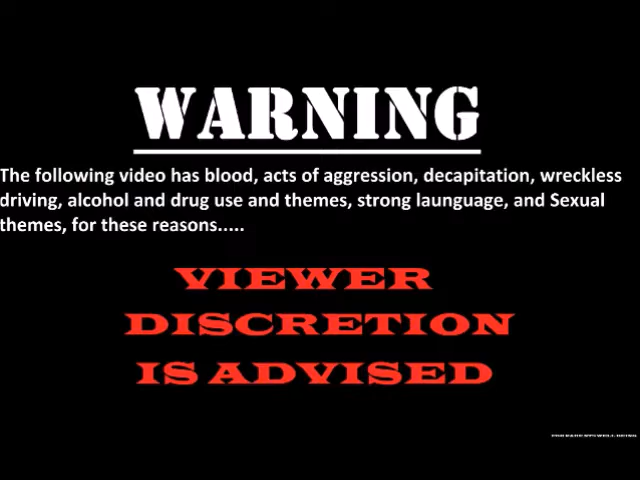 WARNING
The following video has blood, acts of aggression, decapitation, wreckless
driving, alcohol and drug use and themes, strong launguage, and Sexual
themes, for these reasons.....
VIEWER
DISCRETION
IS ADVISED